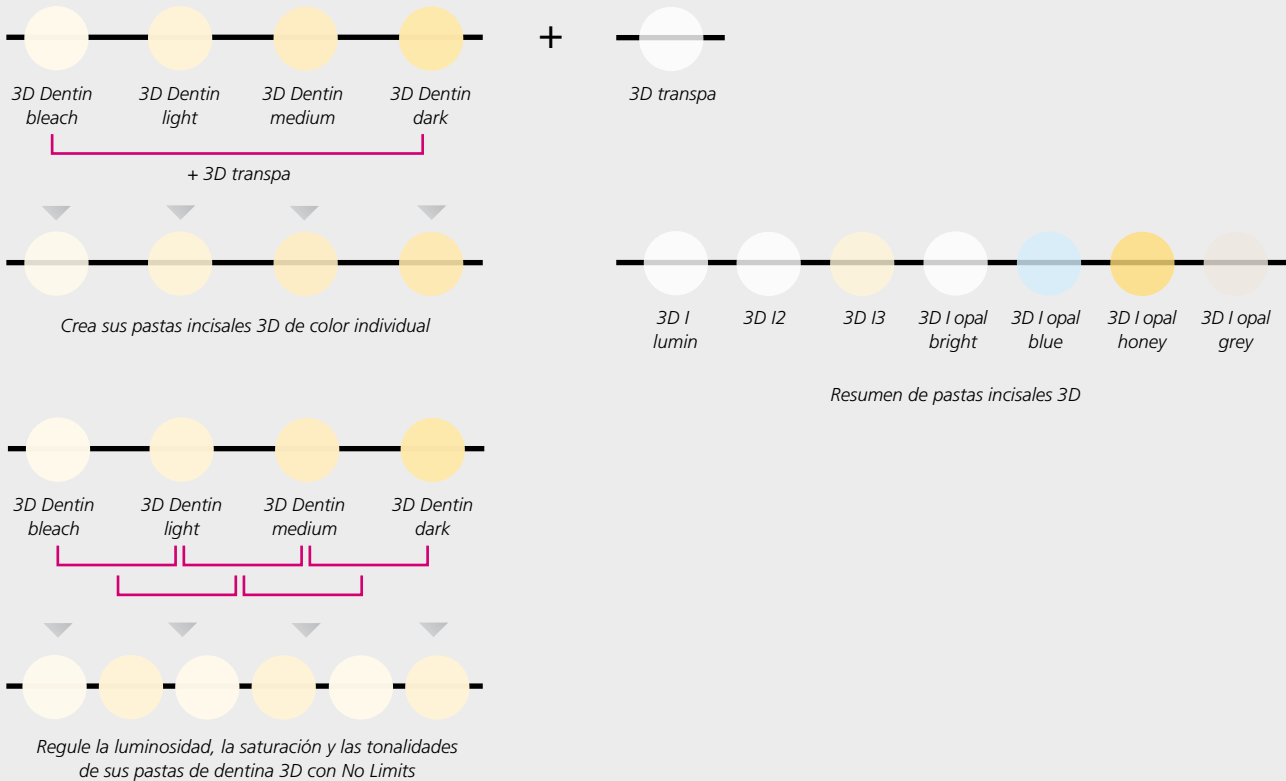 +
3D Dentin
bleach
3D Dentin
light
3D Dentin
medium
3D Dentin
dark
3D transpa
+ 3D transpa
Crea sus pastas incisales 3D de color individual
3D I
lumin
3D I2
3D I3
3D I opal
bright
3D I opal
blue
3D I opal
honey
3D I opal
grey
Resumen de pastas incisales 3D
3D Dentin
bleach
3D Dentin
light
3D Dentin
medium
3D Dentin
dark
Regule la luminosidad, la saturación y las tonalidades
de sus pastas de dentina 3D con No Limits